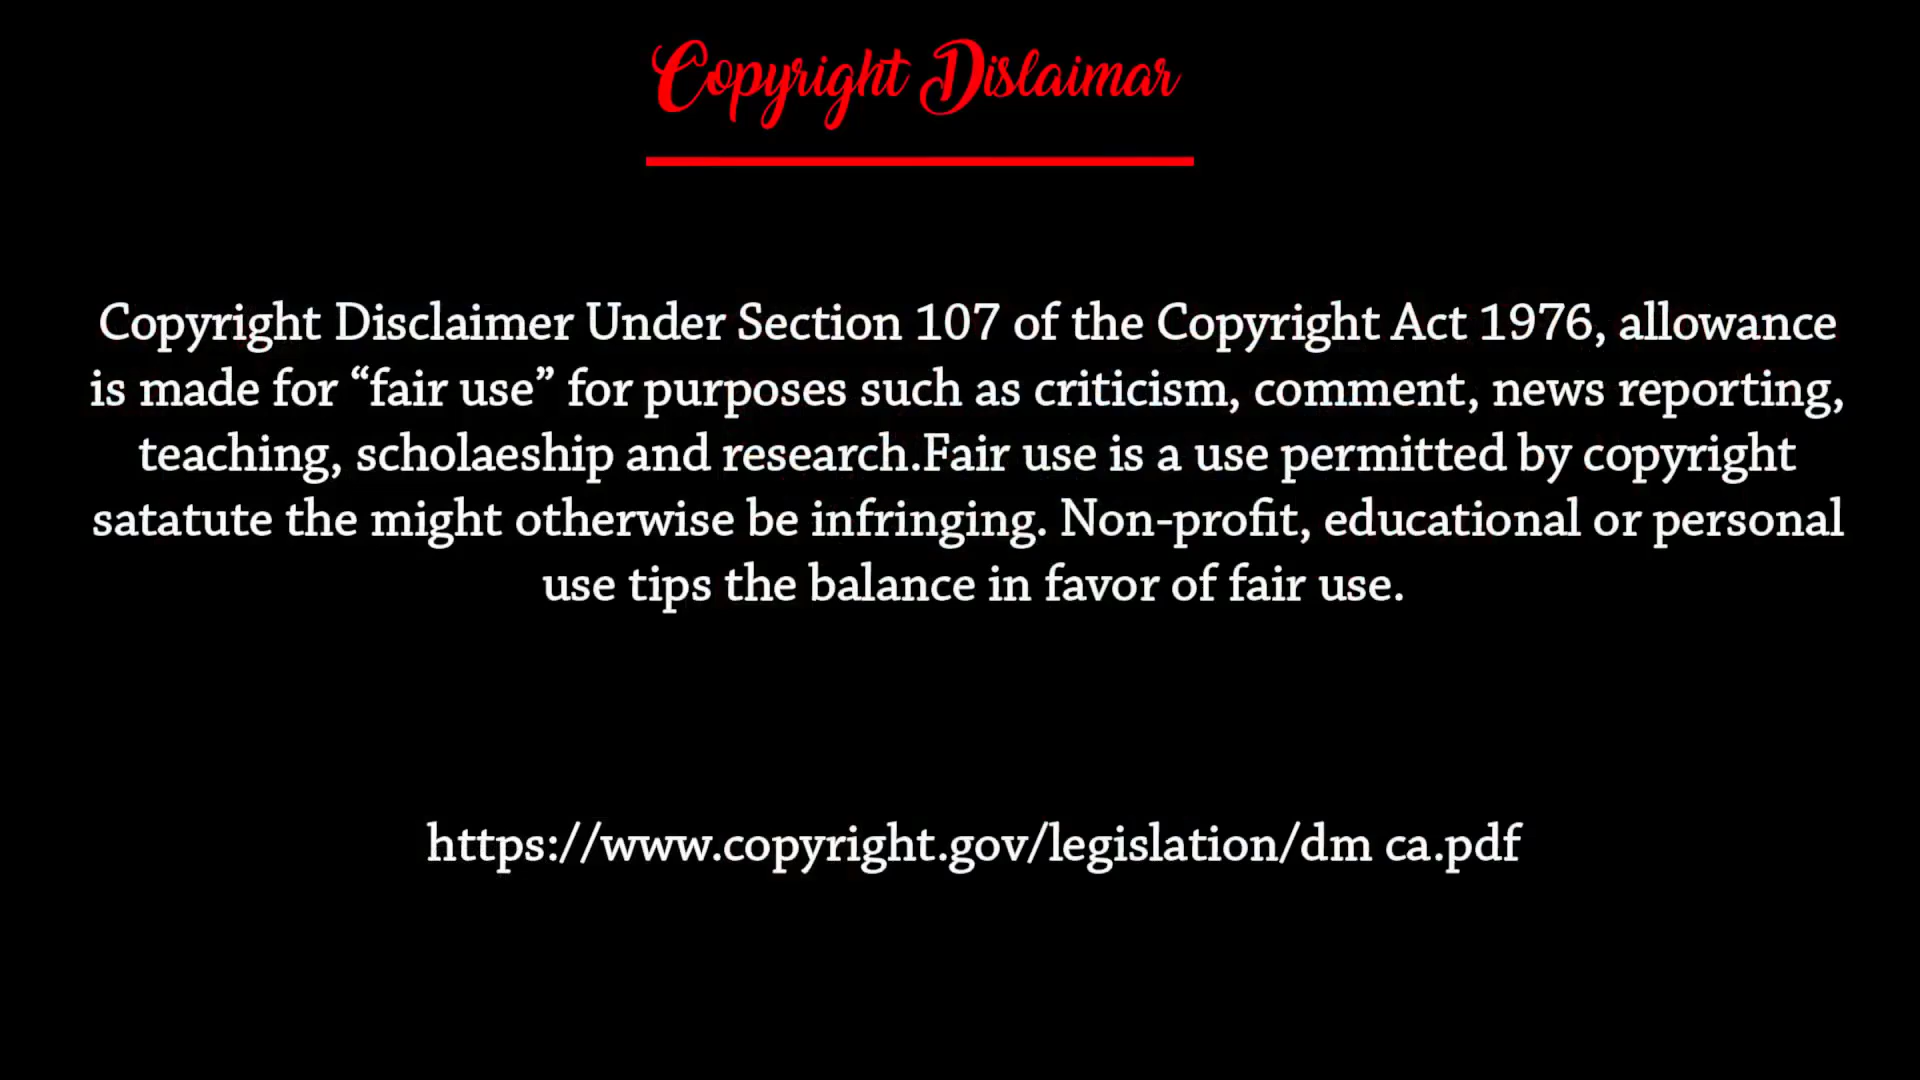 Copyright Dislaimar
Copyright Disclaimer Under Section 107 of the Copyright Act 1976, allowance
is made for “fair use” for purposes such as criticism, comment, news reporting,
teaching, scholaeship and research.Fair use is a use permitted by copyright
satatute the might otherwise be infringing. Non-profit, educational or personal
use tips the balance in favor of fair use.
https://www.copyright.gov/legislation/dm ca.pdf